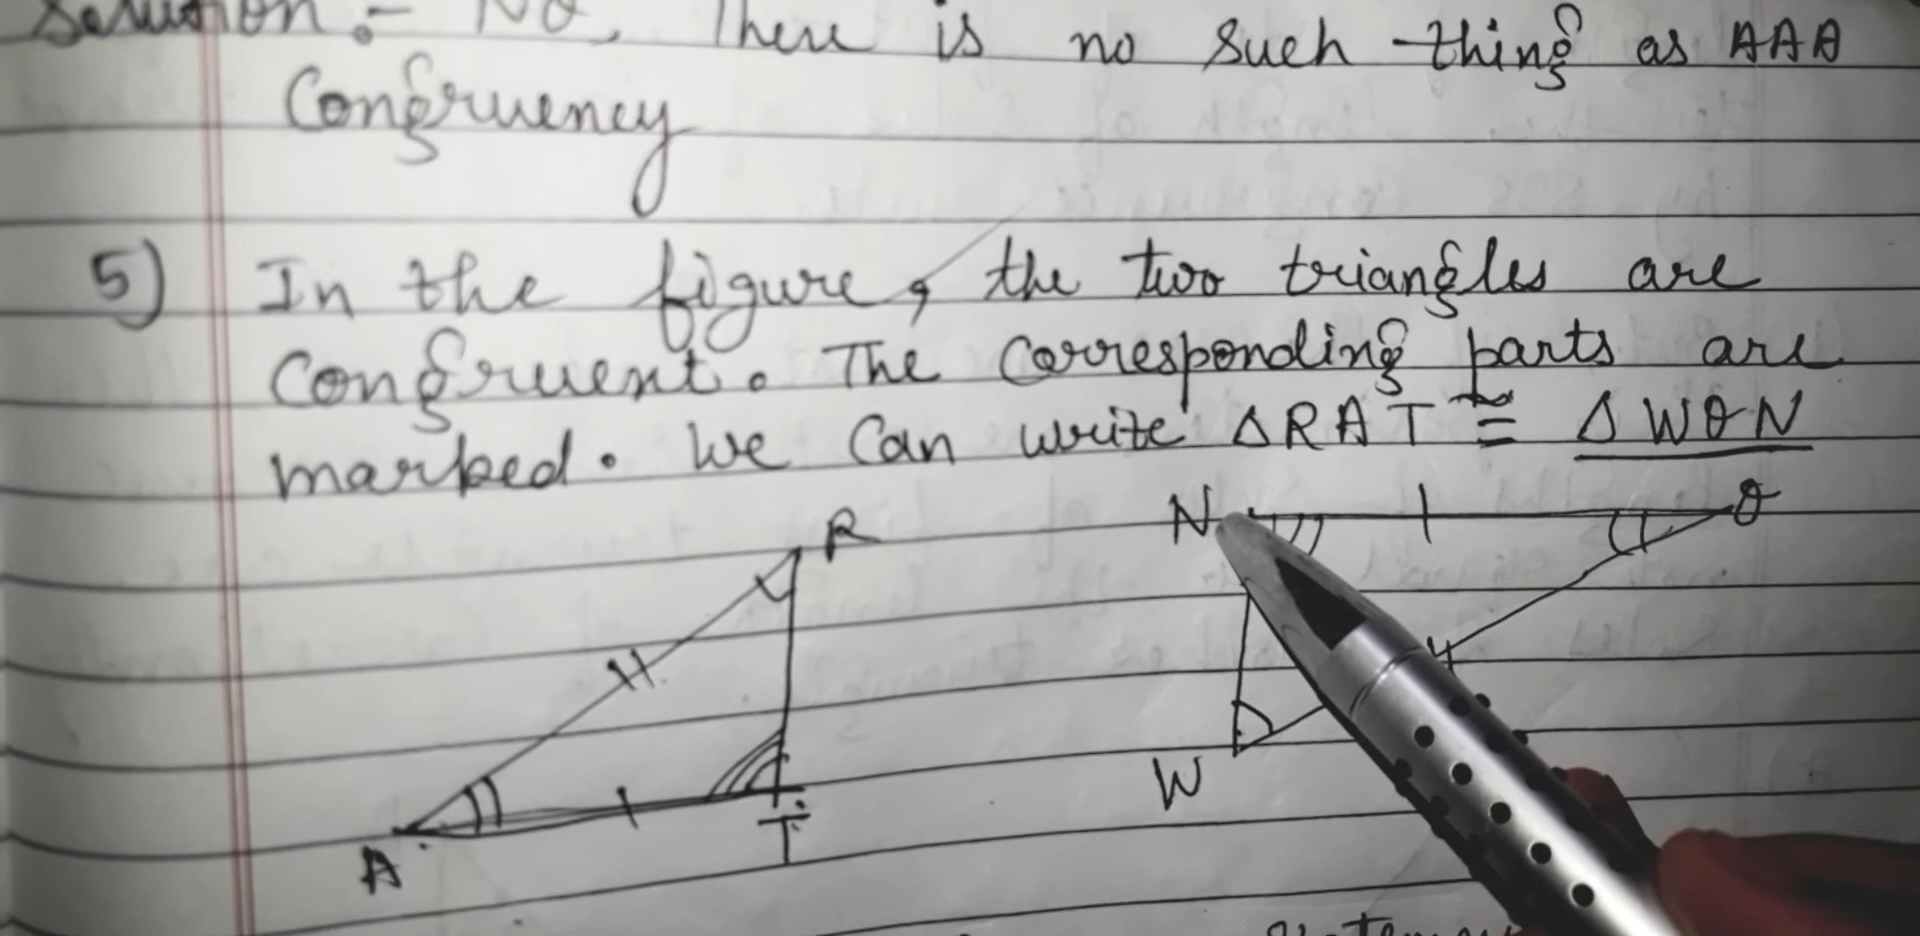 Solution:- No, There is no such thing as AAA
Congruency
5) In the figure, the two triangles are
Congruent. The Corresponding parts are
marked. We Can write ΔRAT ≅ ΔWON
R
N
O
W
A
T